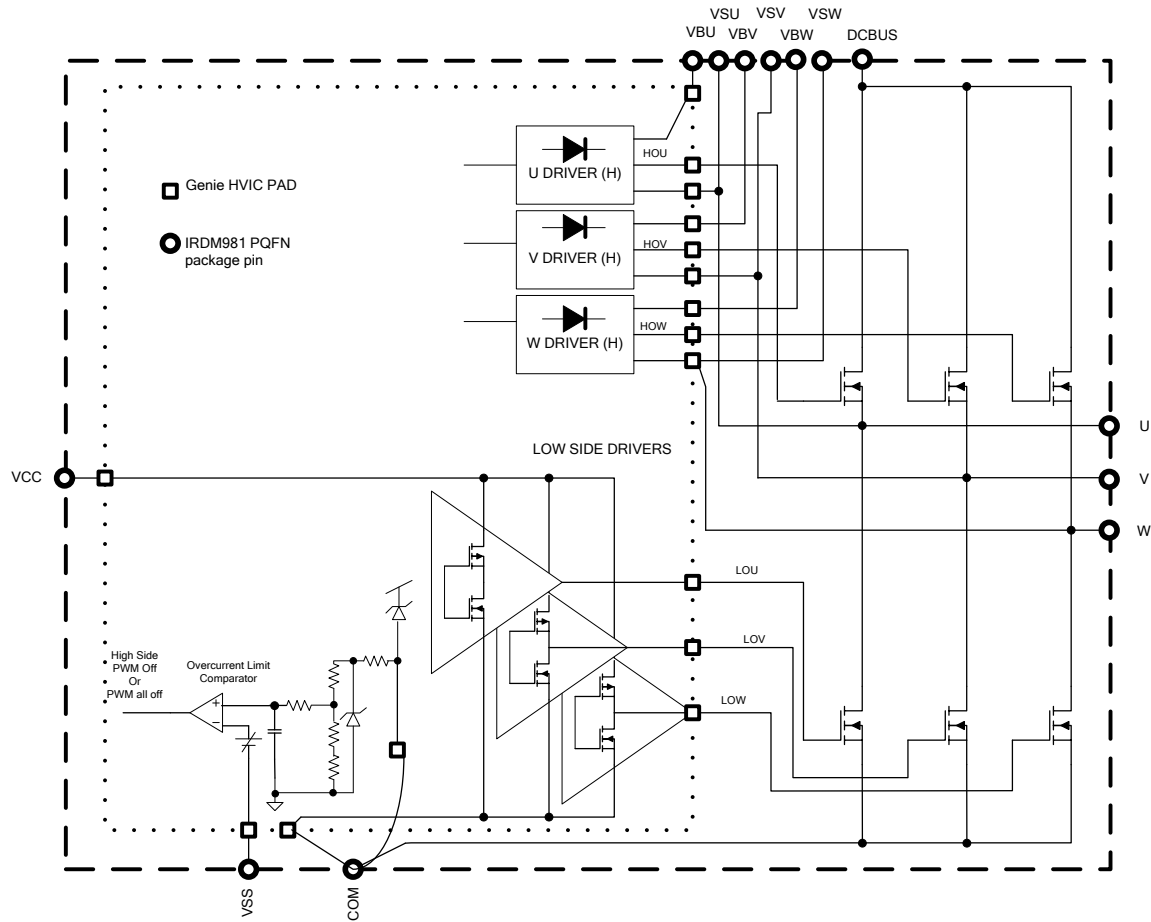 VSU
VSV
VSW
VBU
VBV
VBW
DCBUS
HOU
U DRIVER (H)
Genie HVIC PAD
HOV
IRDM981 PQFN
package pin
V DRIVER (H)
HOW
W DRIVER (H)
U
LOW SIDE DRIVERS
VCC
V
W
LOU
LOV
High Side
PWM Off
Or
PWM all off
Overcurrent Limit
Comparator
LOW
+
−
VSS
COM